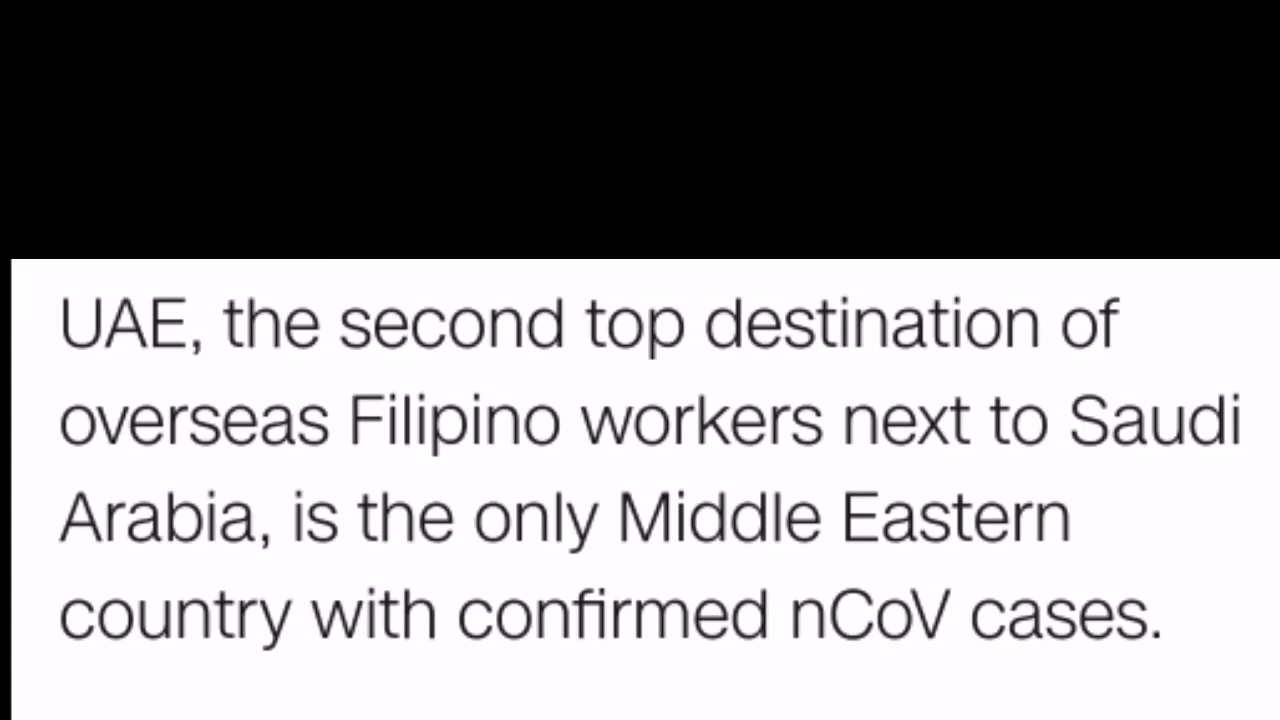 UAE, the second top destination of
overseas Filipino workers next to Saudi
Arabia, is the only Middle Eastern
country with confirmed nCoV cases.